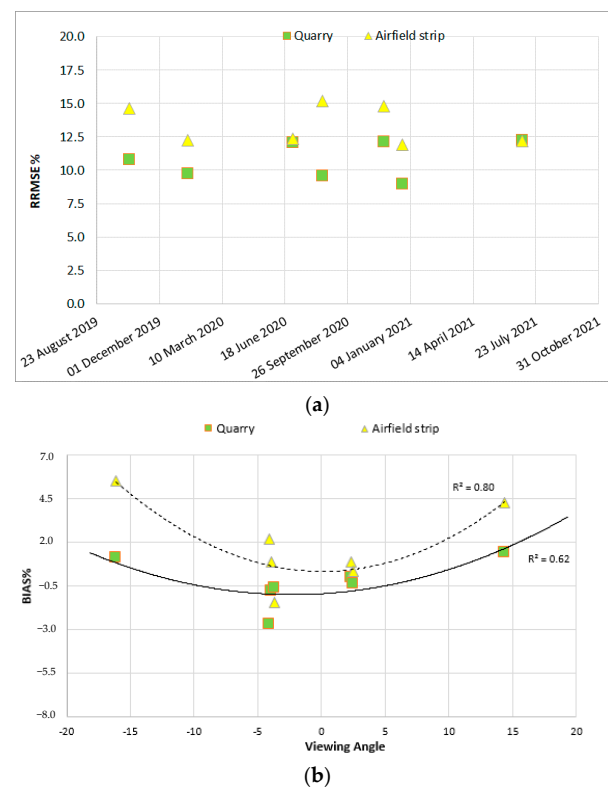 Quarry Airfield strip
20.0
17.5
15.0
12.5
10.0
7.5
5.0
2.5
0.0
RRMSE %
23 August 2019
01 December 2019
10 March 2020
18 June 2020
26 September 2020
04 January 2021
14 April 2021
23 July 2021
31 October 2021
(a)
Quarry Airfield strip
7.0
4.5
2.0
−0.5
−3.0
−5.5
−8.0
BIAS%
R² = 0.80
R² = 0.62
-20 -15 -10 -5 0 5 10 15 20
Viewing Angle
(b)